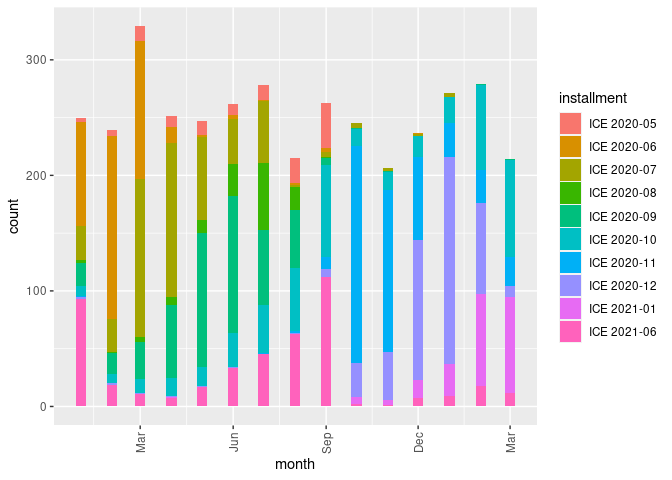 300
200
100
0
count
Mar
Jun
Sep
Dec
Mar
month
installment
ICE 2020-05
ICE 2020-06
ICE 2020-07
ICE 2020-08
ICE 2020-09
ICE 2020-10
ICE 2020-11
ICE 2020-12
ICE 2021-01
ICE 2021-06